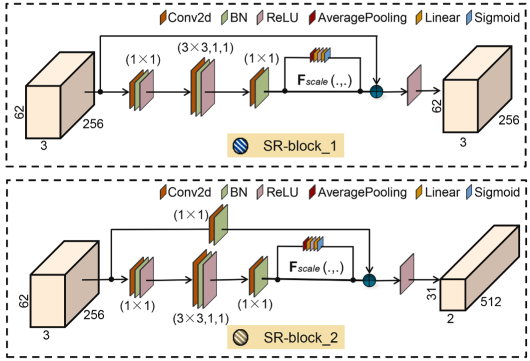 Conv2d BN ReLU AveragePooling Linear Sigmoid
(3×3,1,1)
(1×1) (1×1)
F scale (.,.)
62 256 3
62 256 3
SR-block_1
Conv2d BN ReLU AveragePooling Linear Sigmoid
(1×1)
F scale (.,.)
62 256 3
(1×1) (1×1)
(3×3,1,1)
31 512 2
SR-block_2